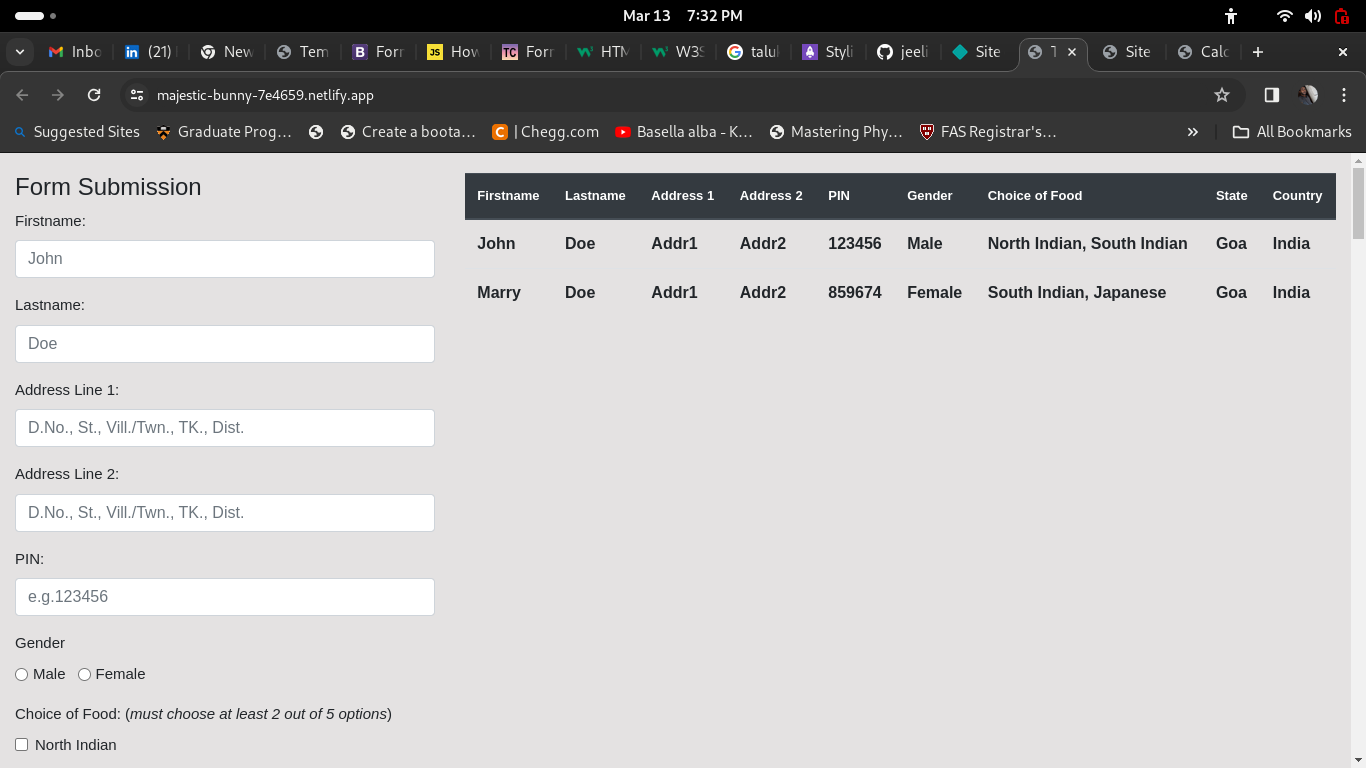 Mar 13 7:32 PM
Inbo (21) New Tem Forr How Forr HTM W3S talul Styli jeeli Site T Site Calc
majestic-bunny-7e4659.netlify.app
Suggested Sites Graduate Prog... Create a boota... | Chegg.com Basella alba - K... Mastering Phy... FAS Registrar's... » All Bookmarks
Form Submission
Firstname:
John
Lastname:
Doe
Address Line 1:
D.No., St., Vill./Twn., TK., Dist.
Address Line 2:
D.No., St., Vill./Twn., TK., Dist.
PIN:
e.g.123456
Gender
Male Female
Choice of Food: (must choose at least 2 out of 5 options)
North Indian
Firstname Lastname Address 1 Address 2 PIN Gender Choice of Food State Country
John Doe Addr1 Addr2 123456 Male North Indian, South Indian Goa India
Marry Doe Addr1 Addr2 859674 Female South Indian, Japanese Goa India